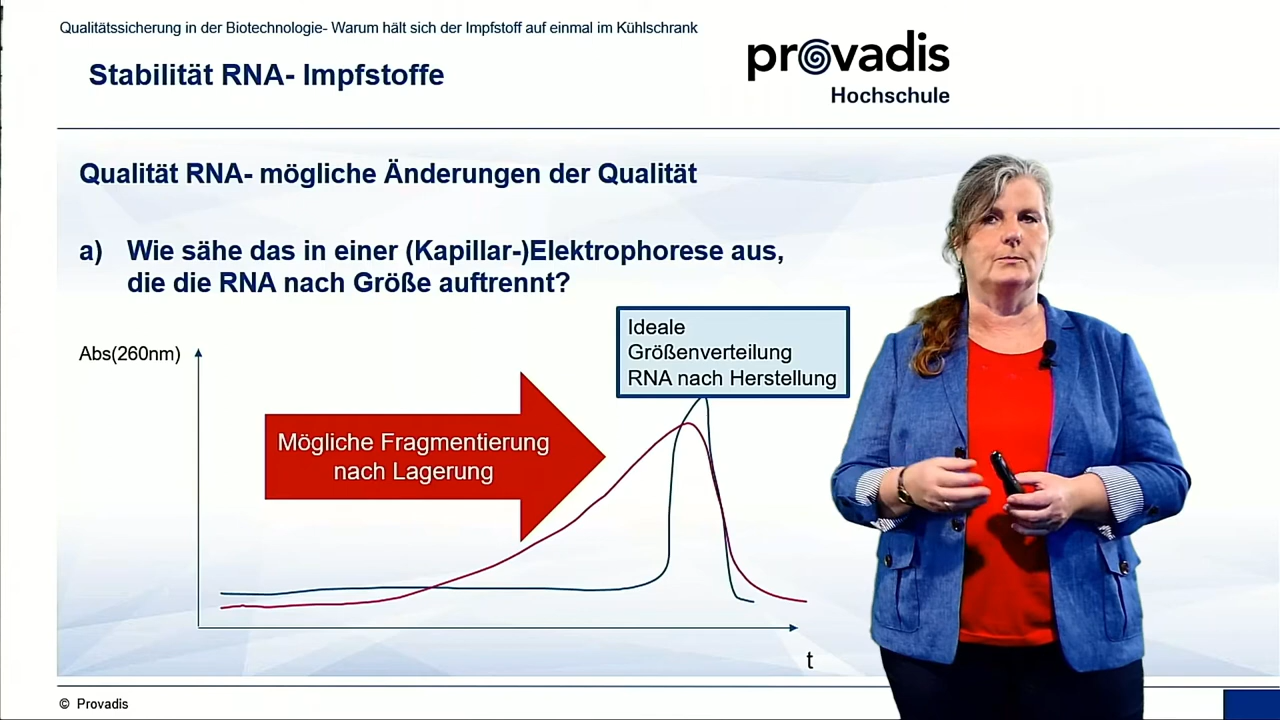 Qualitätssicherung in der Biotechnologie- Warum hält sich der Impfstoff auf einmal im Kühlschrank
Stabilität RNA- Impfstoffe
provadis
Hochschule
Qualität RNA- mögliche Änderungen der Qualität
a) Wie sähe das in einer (Kapillar-)Elektrophorese aus,
die die RNA nach Größe auftrennt?
Ideale
Größenverteilung
RNA nach Herstellung
Abs(260nm)
Mögliche Fragmentierung
nach Lagerung
t
© Provadis